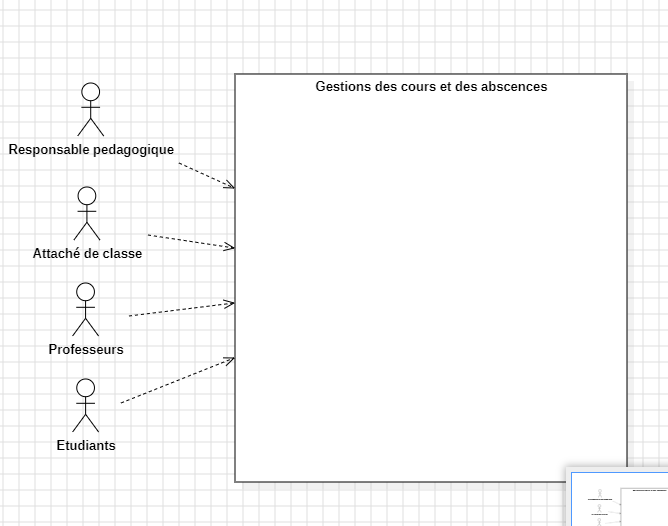 Gestions des cours et des abscences
Responsable pedagogique
Attaché de classe
Professeurs
Etudiants